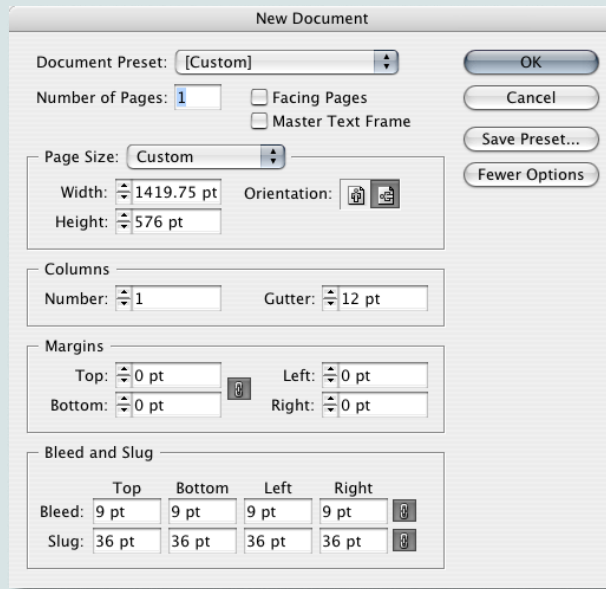 New Document
Document Preset: [Custom]
OK
Number of Pages: 1
Facing Pages
Cancel
Master Text Frame
Save Preset...
Page Size: Custom
Fewer Options
Width: 1419.75 pt
Orientation:
Height: 576 pt
Columns
Number: 1
Gutter: 12 pt
Margins
Top: 0 pt
Left: 0 pt
Bottom: 0 pt
Right: 0 pt
Bleed and Slug
Top Bottom Left Right
Bleed: 9 pt 9 pt 9 pt 9 pt
Slug: 36 pt 36 pt 36 pt 36 pt